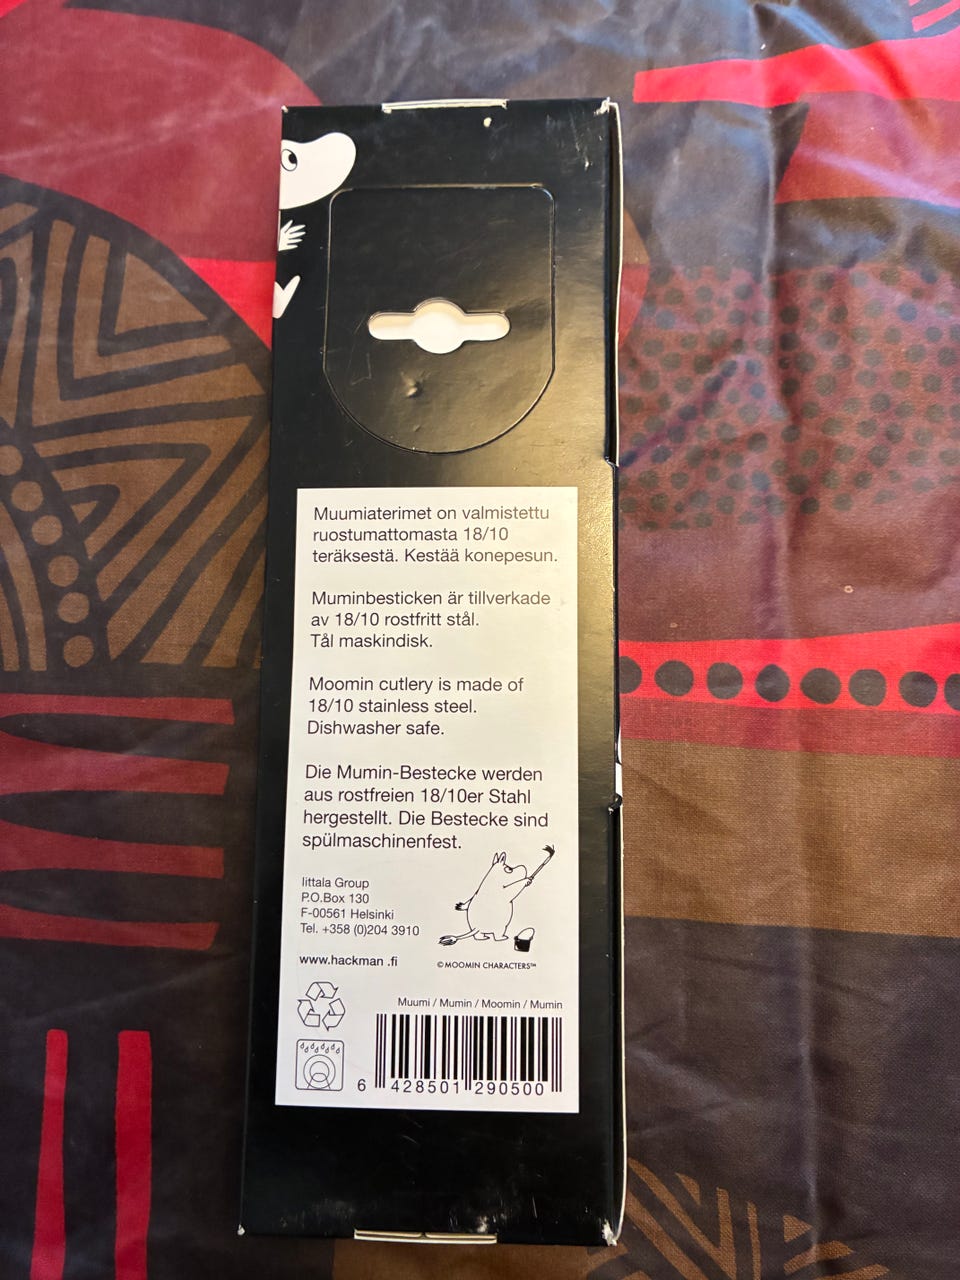 Muumiaterimet on valmistettu
ruostumattomasta 18/10
teräksestä. Kestää konepesun.
Muminbesticken är tillverkade
av 18/10 rostfritt stål.
Tål maskindisk.
Moomin cutlery is made of
18/10 stainless steel.
Dishwasher safe.
Die Mumin-Bestecke werden
aus rostfreien 18/10er Stahl
hergestellt. Die Bestecke sind
spülmaschinenfest.
Iittala Group
P.O.Box 130
F-00561 Helsinki
Tel. +358 (0)204 3910
www.hackman .fi
© MOOMIN CHARACTERS™
Muumi / Mumin / Moomin / Mumin
6 428501 290500